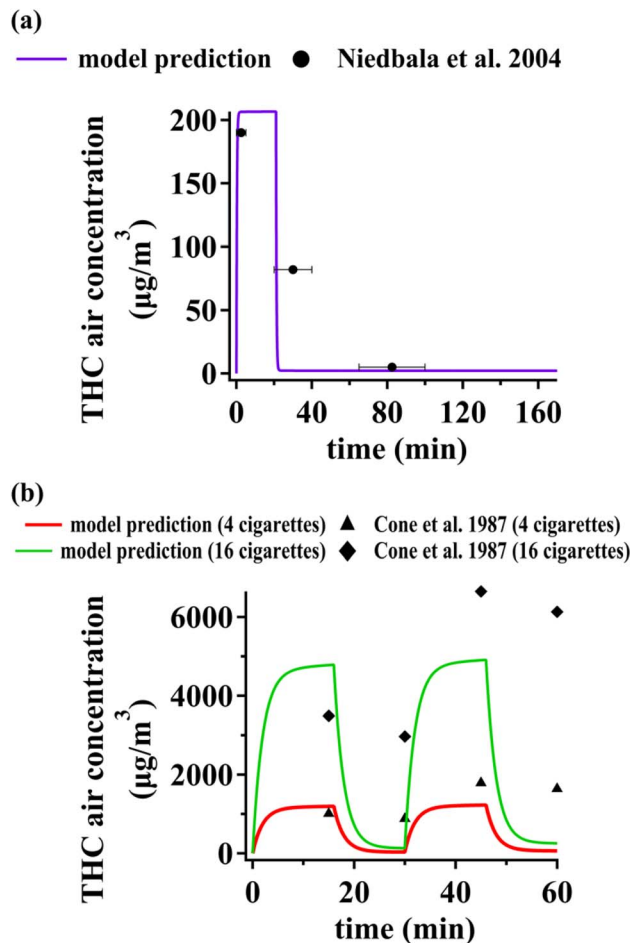 (a)
model prediction Niedbala et al. 2004
THC air concentration
(µg/m³)
200
150
100
50
0
0 40 80 120 160
time (min)
(b)
model prediction (4 cigarettes) Cone et al. 1987 (4 cigarettes)
model prediction (16 cigarettes) Cone et al. 1987 (16 cigarettes)
THC air concentration
(µg/m³)
6000
4000
2000
0
0 20 40 60
time (min)